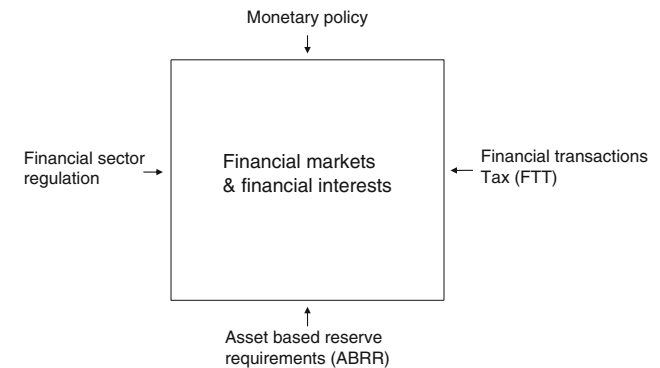 Monetary policy
Financial sector
regulation
Financial markets
& financial interests
Financial transactions
Tax (FTT)
Asset based reserve
requirements (ABRR)